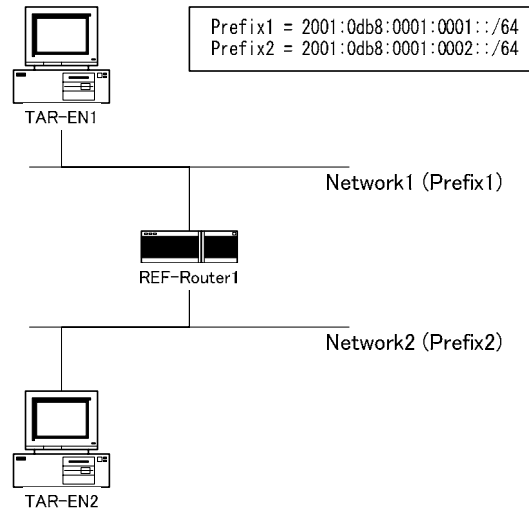 Prefix1 = 2001:0db8:0001:0001::/64
Prefix2 = 2001:0db8:0001:0002::/64
TAR-EN1
Network1 (Prefix1)
REF-Router1
Network2 (Prefix2)
TAR-EN2